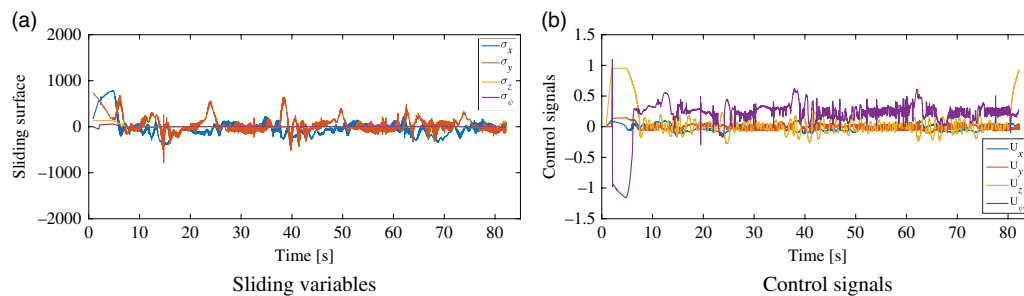 (a)
2000
1000
0
−1000
−2000
Sliding surface
σx
σy
σz
σψ
0 10 20 30 40 50 60 70 80
Time [s]
Sliding variables
(b)
1.5
1
0.5
0
−0.5
−1
−1.5
Control signals
Ux
Uy
Uz
Uψ
0 10 20 30 40 50 60 70 80
Time [s]
Control signals